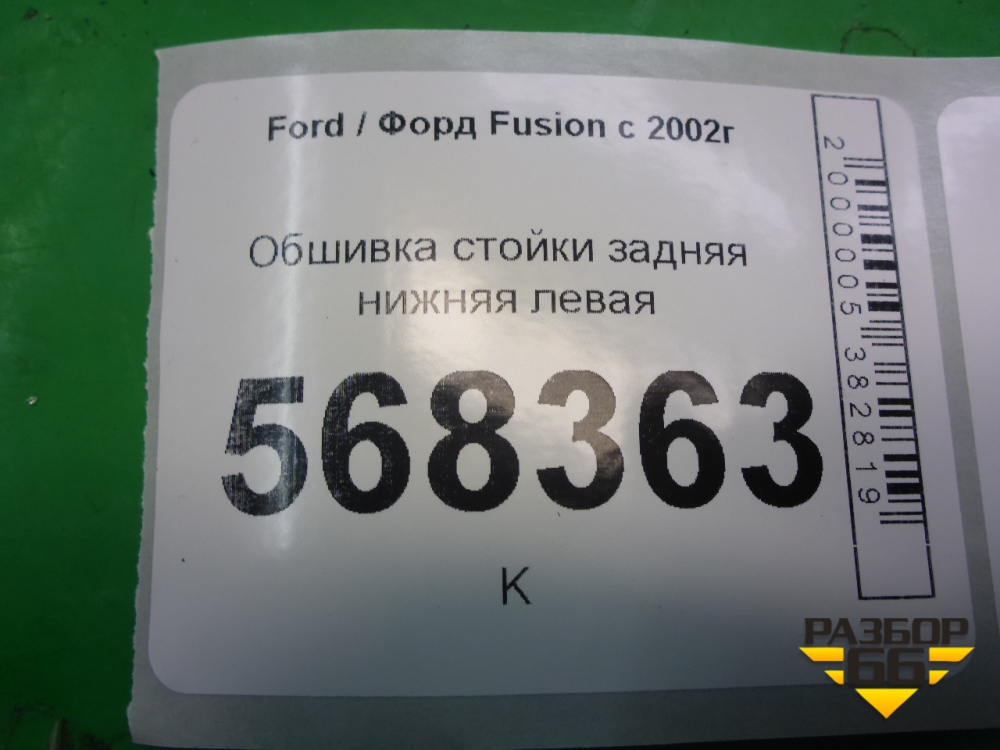 Ford / Форд Fusion с 2002г
Обшивка стойки задняя
нижняя левая
568363
К
2000005382819
РАЗБОР
66